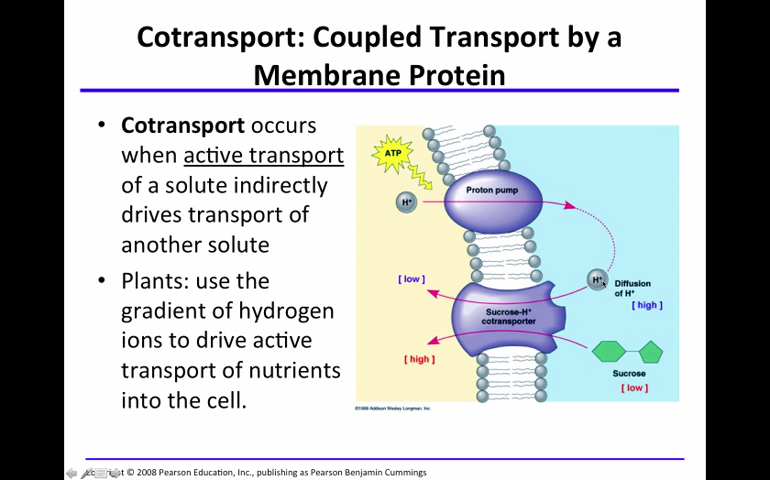 Cotransport: Coupled Transport by a
Membrane Protein
• Cotransport occurs
when active transport
of a solute indirectly
drives transport of
another solute
• Plants: use the
gradient of hydrogen
ions to drive active
transport of nutrients
into the cell.
ATP
Proton pump
H⁺
[ low ]
H⁺
Diffusion
of H⁺
[ high ]
Sucrose-H⁺
cotransporter
[ high ]
Sucrose
[ low ]
©1999 Addison Wesley Longman, Inc.
© 2008 Pearson Education, Inc., publishing as Pearson Benjamin Cummings